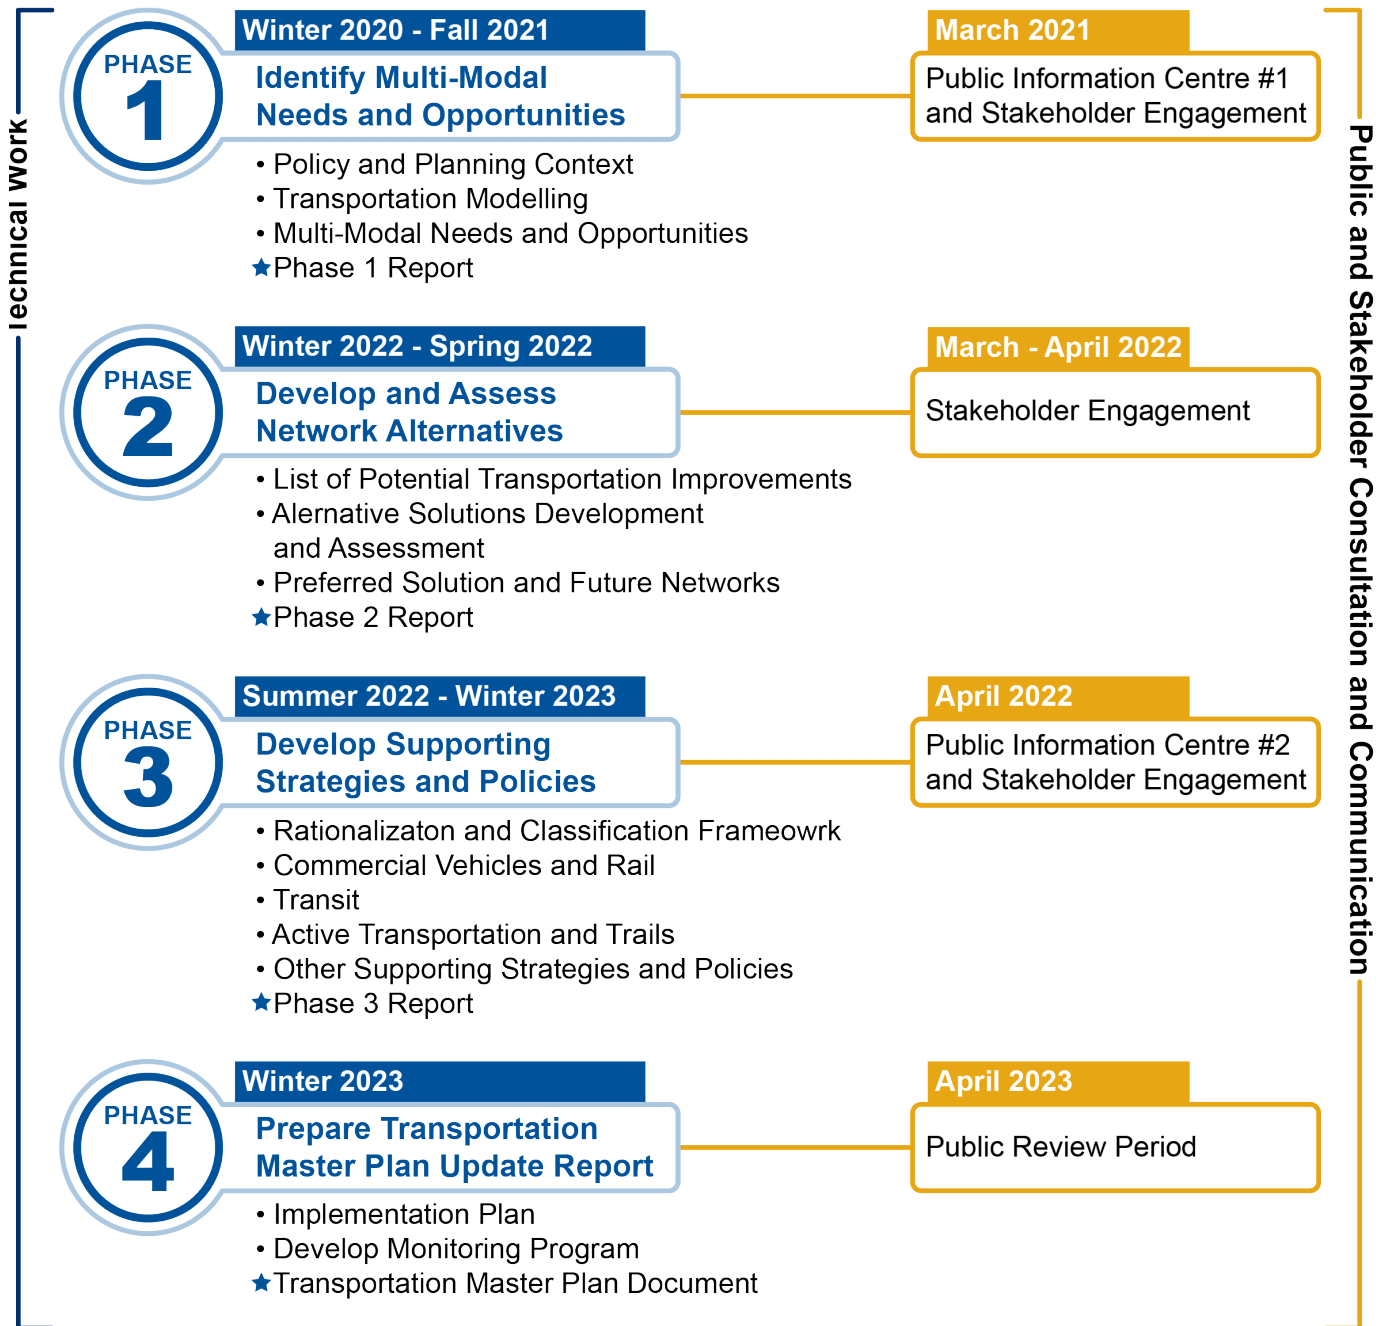 Technical Work
PHASE
1
Winter 2020 - Fall 2021
Identify Multi-Modal
Needs and Opportunities
• Policy and Planning Context
• Transportation Modelling
• Multi-Modal Needs and Opportunities
★Phase 1 Report
March 2021
Public Information Centre #1
and Stakeholder Engagement
PHASE
2
Winter 2022 - Spring 2022
Develop and Assess
Network Alternatives
• List of Potential Transportation Improvements
• Alernative Solutions Development
and Assessment
• Preferred Solution and Future Networks
★Phase 2 Report
March - April 2022
Stakeholder Engagement
PHASE
3
Summer 2022 - Winter 2023
Develop Supporting
Strategies and Policies
• Rationalizaton and Classification Frameowrk
• Commercial Vehicles and Rail
• Transit
• Active Transportation and Trails
• Other Supporting Strategies and Policies
★Phase 3 Report
April 2022
Public Information Centre #2
and Stakeholder Engagement
PHASE
4
Winter 2023
Prepare Transportation
Master Plan Update Report
• Implementation Plan
• Develop Monitoring Program
★Transportation Master Plan Document
April 2023
Public Review Period
Public and Stakeholder Consultation and Communication